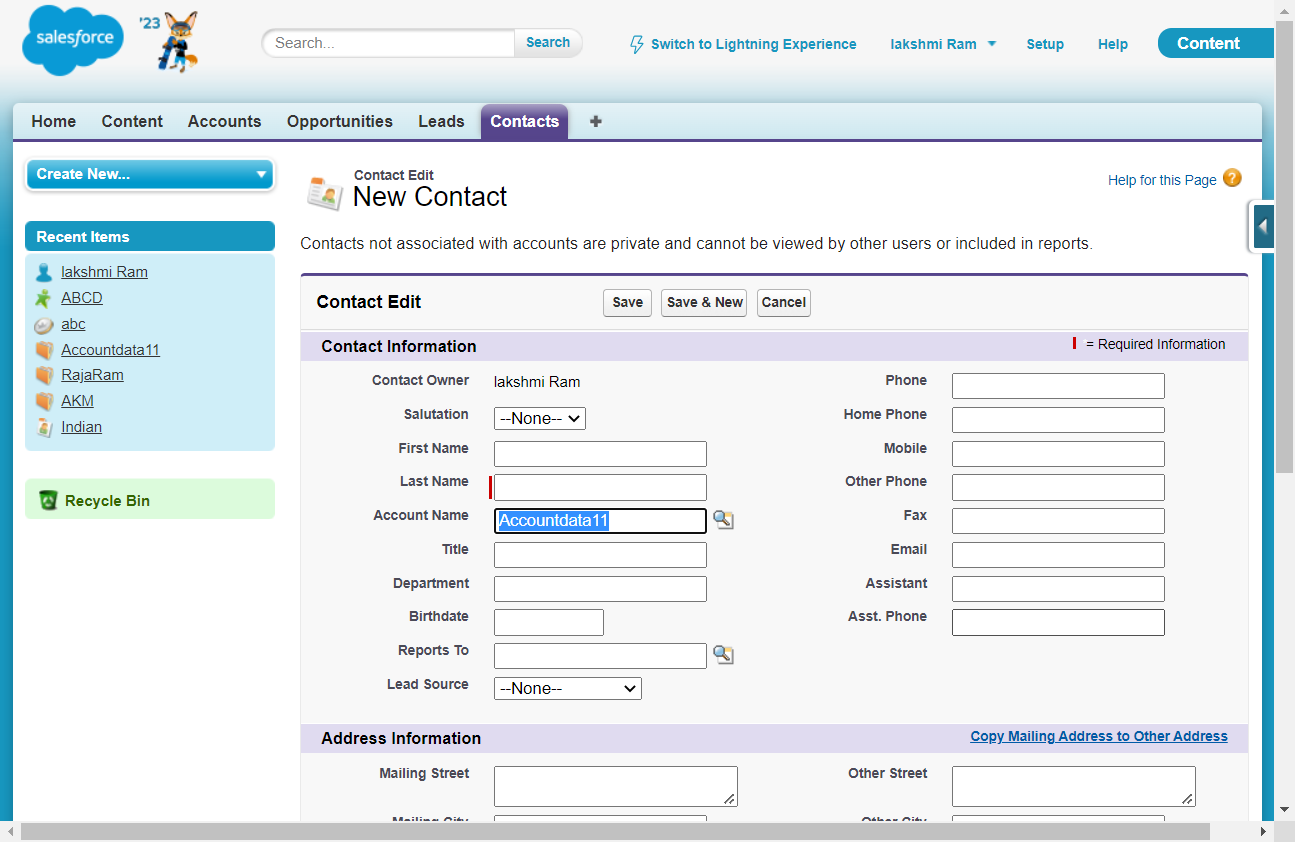 salesforce
'23
Search...
Search
Switch to Lightning Experience
lakshmi Ram
Setup
Help
Content
Home
Content
Accounts
Opportunities
Leads
Contacts
+
Create New...
Recent Items
lakshmi Ram
ABCD
abc
Accountdata11
RajaRam
AKM
Indian
Recycle Bin
Contact Edit
New Contact
Help for this Page ?
Contacts not associated with accounts are private and cannot be viewed by other users or included in reports.
Contact Edit
Save
Save & New
Cancel
Contact Information
= Required Information
Contact Owner lakshmi Ram
Phone
Salutation --None--
Home Phone
First Name
Mobile
Last Name
Other Phone
Account Name Accountdata11
Fax
Title
Email
Department
Assistant
Birthdate
Asst. Phone
Reports To
Lead Source --None--
Address Information
Copy Mailing Address to Other Address
Mailing Street
Other Street
Mailing City
Other City